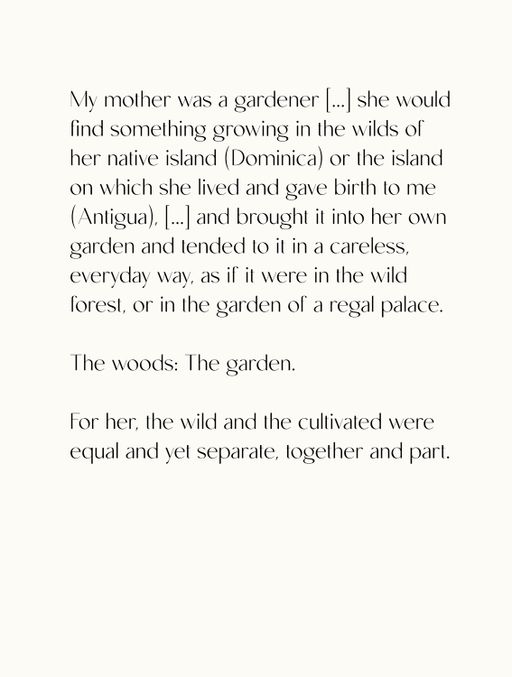 My mother was a gardener [...] she would
find something growing in the wilds of
her native island (Dominica) or the island
on which she lived and gave birth to me
(Antigua), [...] and brought it into her own
garden and tended to it in a careless,
everyday way, as if it were in the wild
forest, or in the garden of a regal palace.
The woods: The garden.
For her, the wild and the cultivated were
equal and yet separate, together and part.